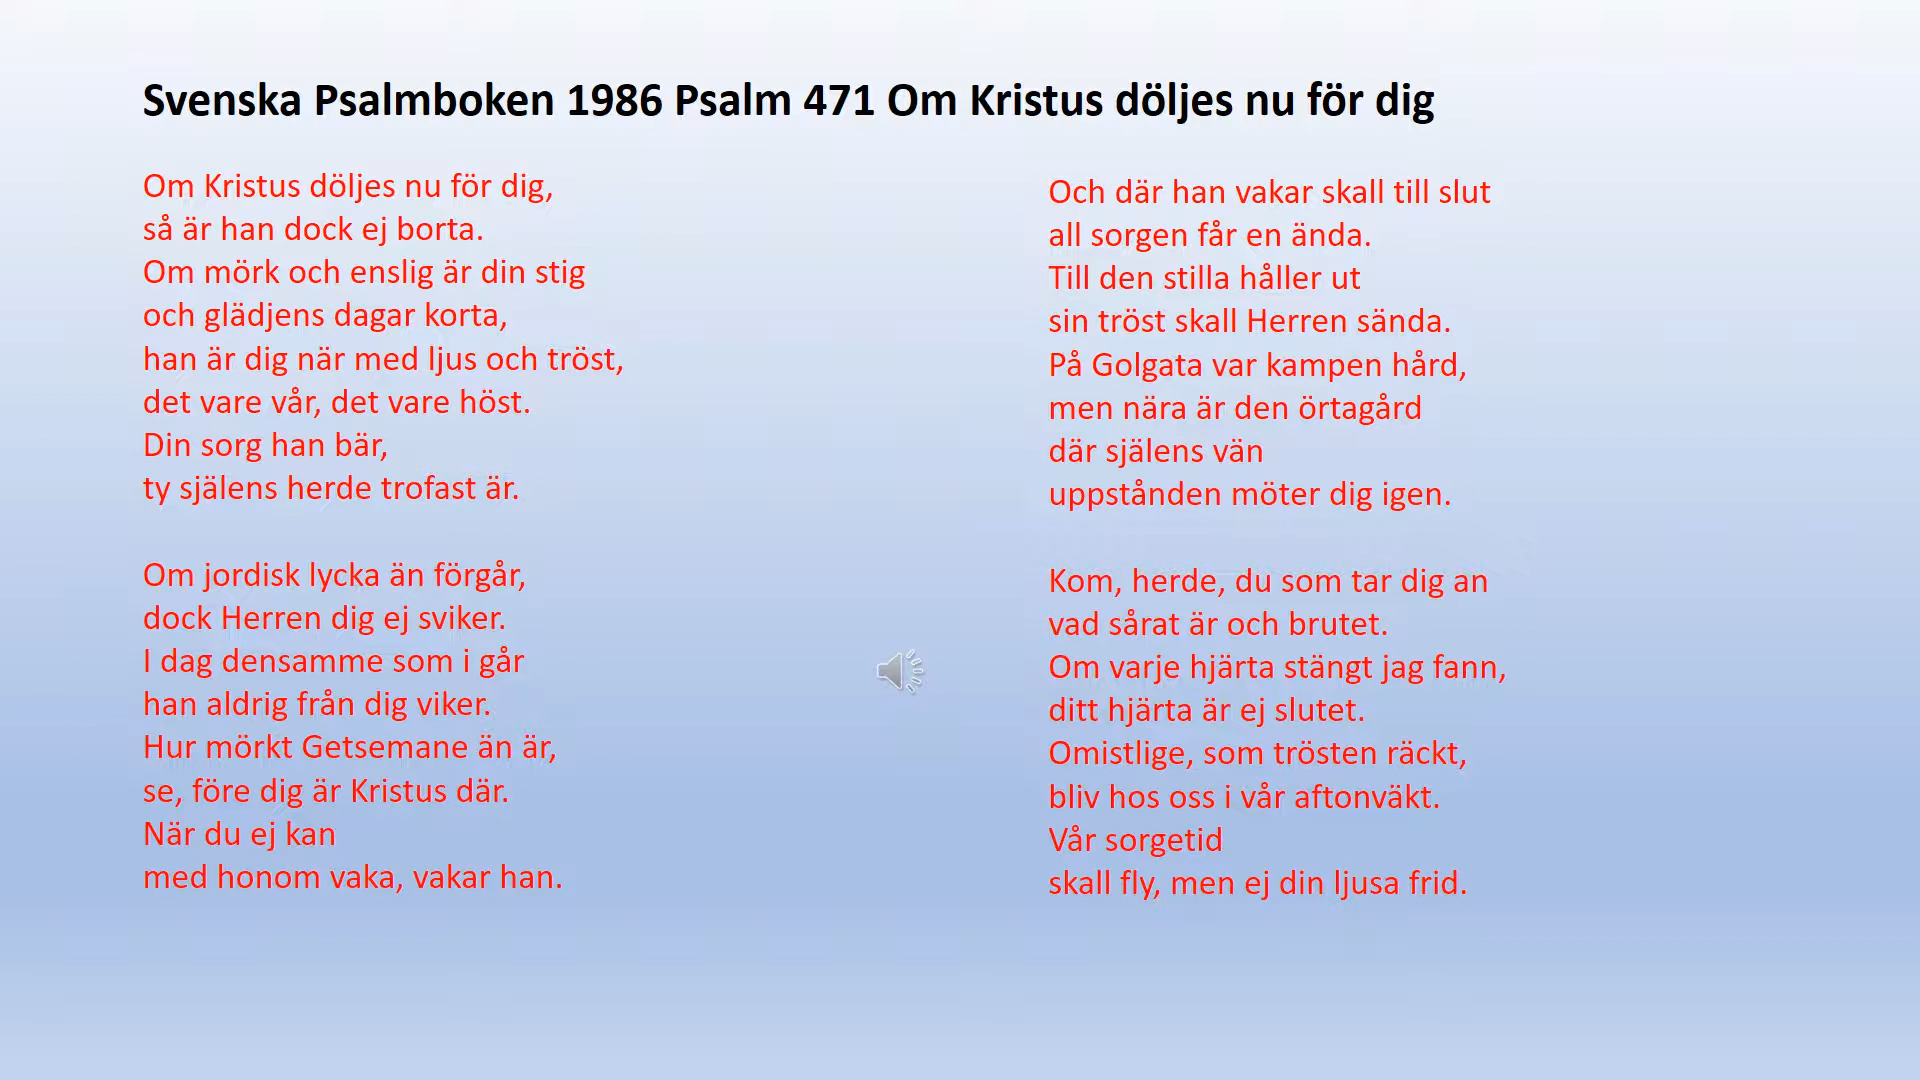 Svenska Psalmboken 1986 Psalm 471 Om Kristus döljes nu för dig
Om Kristus döljes nu för dig,
så är han dock ej borta.
Om mörk och enslig är din stig
och glädjens dagar korta,
han är dig när med ljus och tröst,
det vare vår, det vare höst.
Din sorg han bär,
ty själens herde trofast är.

Om jordisk lycka än förgår,
dock Herren dig ej sviker.
I dag densamme som i går
han aldrig från dig viker.
Hur mörkt Getsemane än är,
se, före dig är Kristus där.
När du ej kan
med honom vaka, vakar han.

Och där han vakar skall till slut
all sorgen får en ända.
Till den stilla håller ut
sin tröst skall Herren sända.
På Golgata var kampen hård,
men nära är den örtagård
där själens vän
uppstånden möter dig igen.

Kom, herde, du som tar dig an
vad sårat är och brutet.
Om varje hjärta stängt jag fann,
ditt hjärta är ej slutet.
Omistlige, som trösten räckt,
bliv hos oss i vår aftonväkt.
Vår sorgetid
skall fly, men ej din ljusa frid.